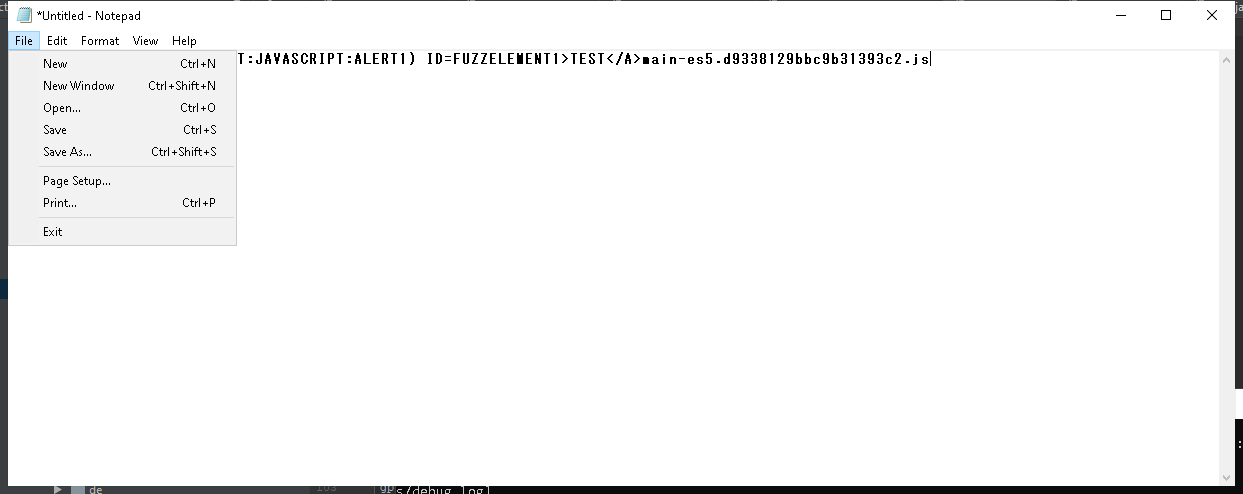 *Untitled - Notepad
File Edit Format View Help
T:JAVASCRIPT:ALERT1) ID=FUZZELEMENT1>TEST</A>main-es5.d9338129bbc9b31393c2.js
New Ctrl+N
New Window Ctrl+Shift+N
Open... Ctrl+O
Save Ctrl+S
Save As... Ctrl+Shift+S
Page Setup...
Print... Ctrl+P
Exit
de
103
s/debug.log]